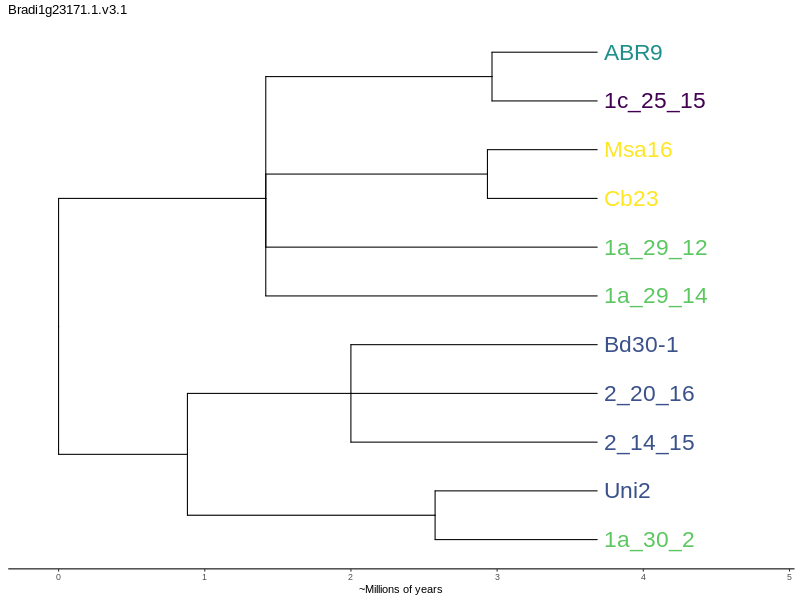 Bradi1g23171.1.v3.1
ABR9
1c_25_15
Msa16
Cb23
1a_29_12
1a_29_14
Bd30-1
2_20_16
2_14_15
Uni2
1a_30_2
0 1 2 3 4 5
~Millions of years